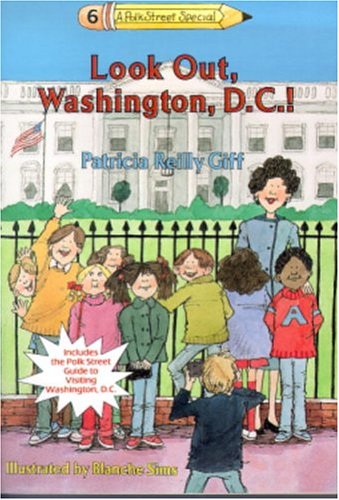 6 A Polk Street Special
Look Out,
Washington, D.C.!
Patricia Reilly Giff
A
Includes
the Polk Street
Guide to
Visiting
Washington, D.C.
Illustrated by Blanche Sims